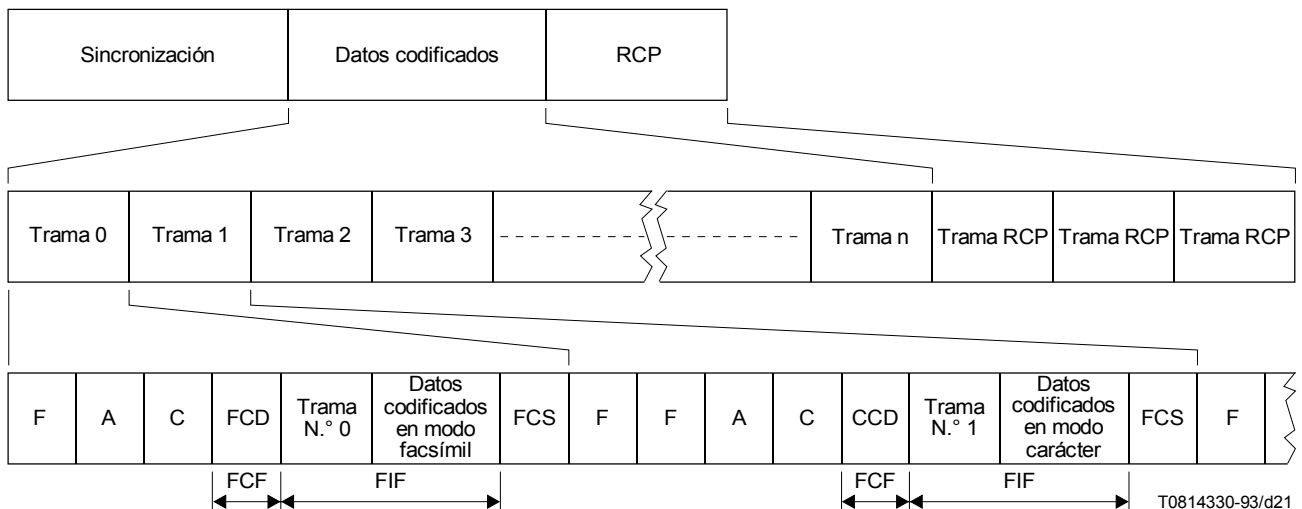 Sincronización Datos codificados RCP
Trama 0 Trama 1 Trama 2 Trama 3 Trama n Trama RCP Trama RCP Trama RCP
F A C FCD Trama N.° 0 Datos codificados en modo facsímil FCS F F A C CCD Trama N.° 1 Datos codificados en modo carácter FCS F
FCF FIF FCF FIF
T0814330-93/d21